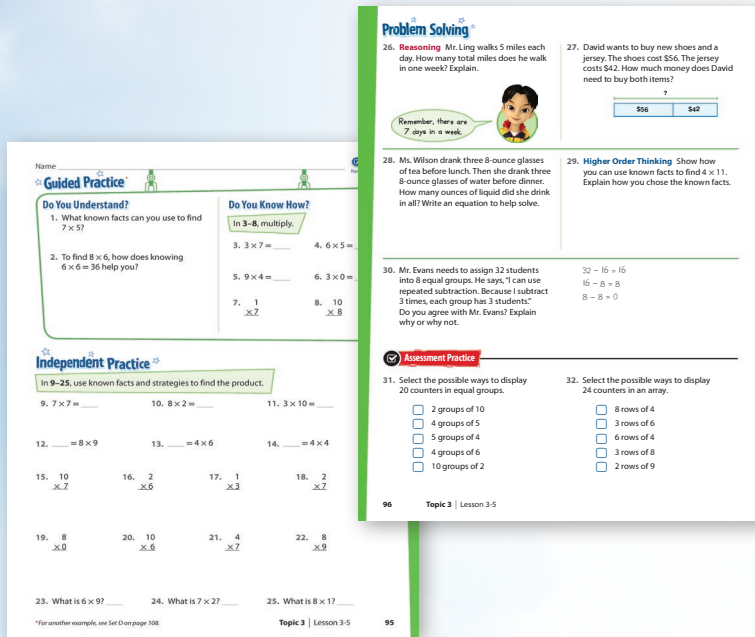 Name
Guided Practice*
Do You Understand?
1. What known facts can you use to find
7 × 5?
2. To find 8 × 6, how does knowing
6 × 6 = 36 help you?
Do You Know How?
In 3–8, multiply.
3. 3 × 7 = ____ 4. 6 × 5 =
5. 9 × 4 = ____ 6. 3 × 0 =
7. 1 8. 10
× 7 × 8
Independent Practice*
In 9–25, use known facts and strategies to find the product.
9. 7 × 7 = ____ 10. 8 × 2 = ____ 11. 3 × 10 = ____
12. ____ = 8 × 9 13. ____ = 4 × 6 14. ____ = 4 × 4
15. 10 16. 2 17. 1 18. 2
× 7 × 6 × 3 × 7
19. 8 20. 10 21. 4 22. 8
× 0 × 6 × 7 × 9
23. What is 6 × 9? ____ 24. What is 7 × 2? ____ 25. What is 8 × 1? ____
*For another example, see Set D on page 108. Topic 3 | Lesson 3-5 95
Problem Solving*
26. Reasoning Mr. Ling walks 5 miles each
day. How many total miles does he walk
in one week? Explain.
Remember, there are
7 days in a week.
27. David wants to buy new shoes and a
jersey. The shoes cost $56. The jersey
costs $42. How much money does David
need to buy both items?
?
$56 $42
28. Ms. Wilson drank three 8-ounce glasses
of tea before lunch. Then she drank three
8-ounce glasses of water before dinner.
How many ounces of liquid did she drink
in all? Write an equation to help solve.
29. Higher Order Thinking Show how
you can use known facts to find 4 × 11.
Explain how you chose the known facts.
30. Mr. Evans needs to assign 32 students
into 8 equal groups. He says, "I can use
repeated subtraction. Because I subtract
3 times, each group has 3 students."
Do you agree with Mr. Evans? Explain
why or why not.
32 – 16 = 16
16 – 8 = 8
8 – 8 = 0
Assessment Practice
31. Select the possible ways to display
20 counters in equal groups.
2 groups of 10
4 groups of 5
5 groups of 4
4 groups of 6
10 groups of 2
32. Select the possible ways to display
24 counters in an array.
8 rows of 4
3 rows of 6
6 rows of 4
3 rows of 8
2 rows of 9
96 Topic 3 | Lesson 3-5